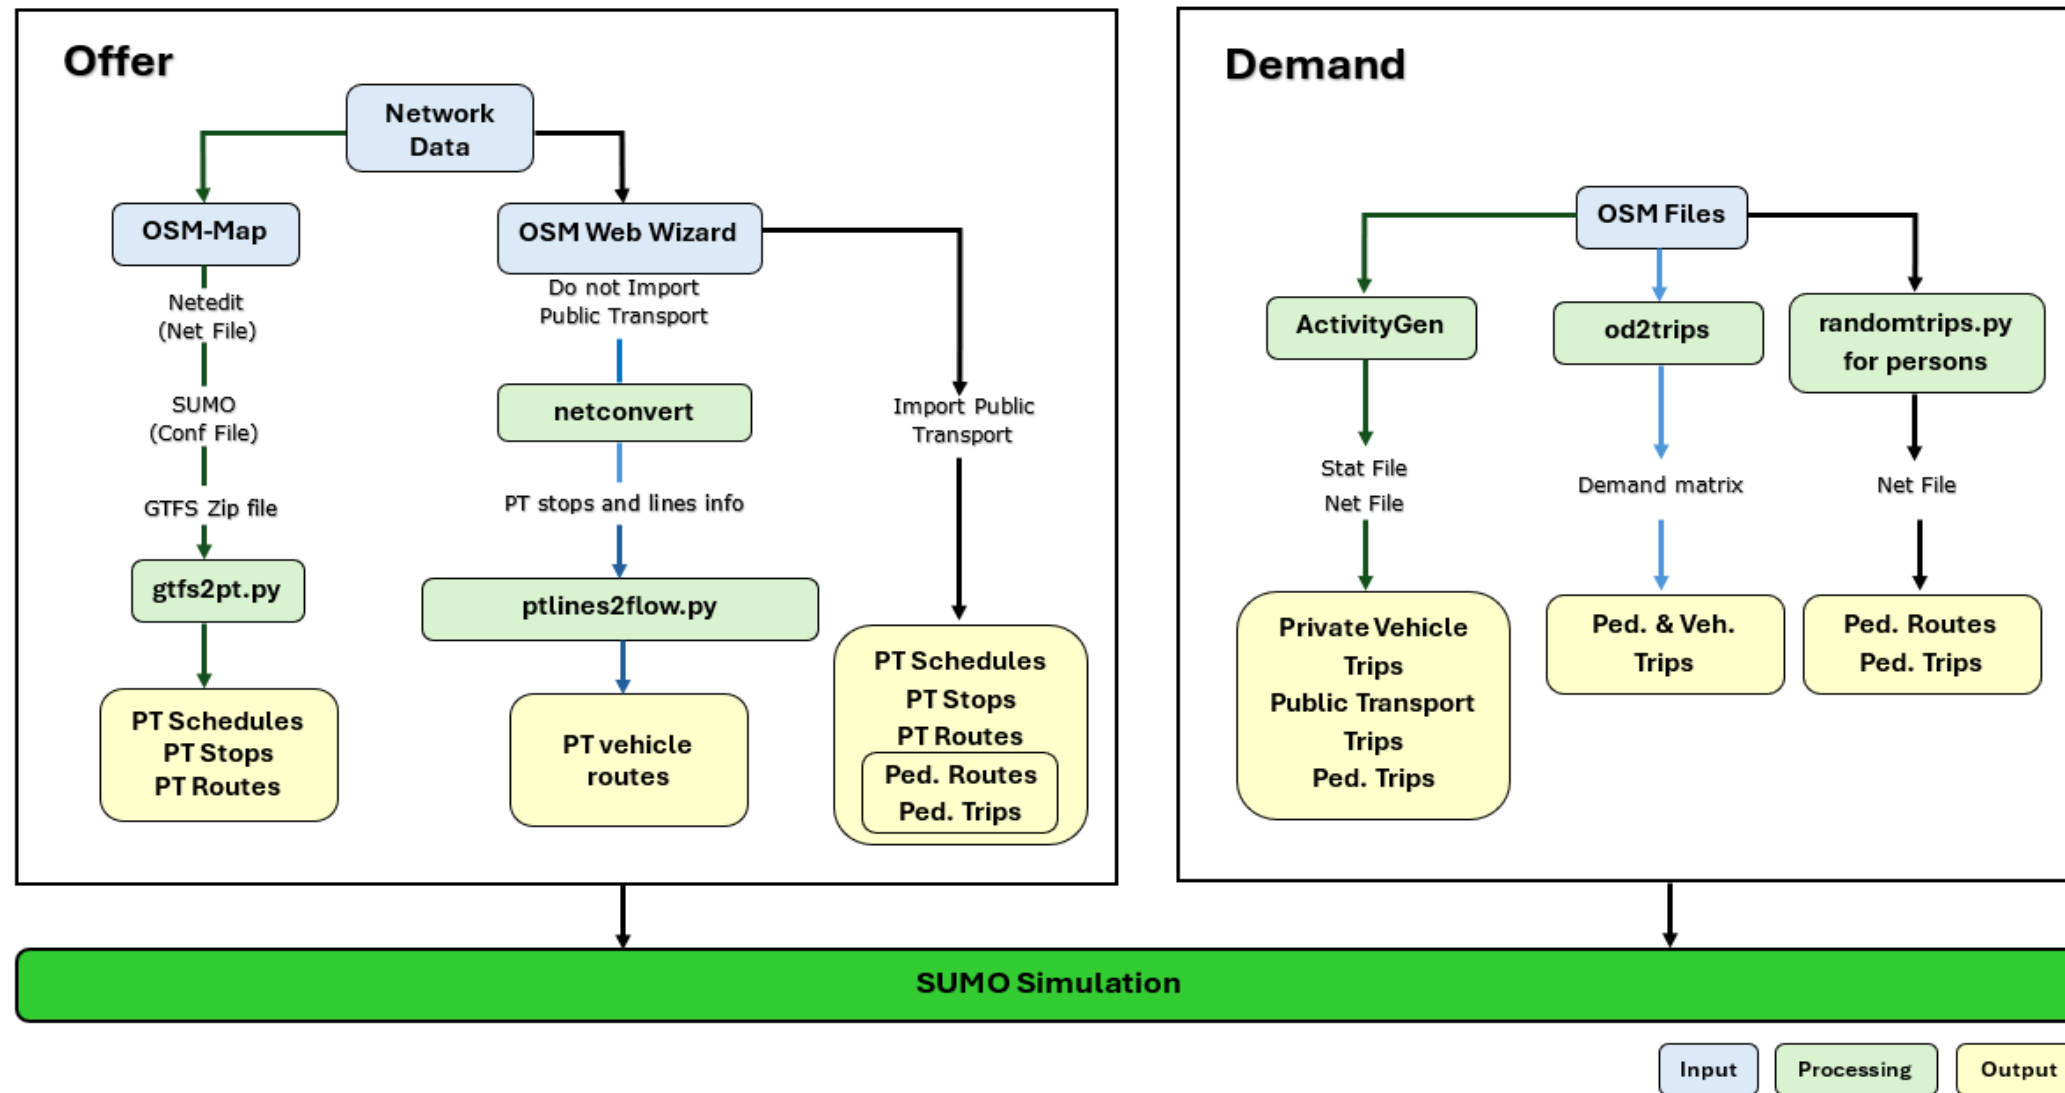 Offer
Network
Data
OSM-Map
Netedit
(Net File)
SUMO
(Conf File)
GTFS Zip file
gtfs2pt.py
PT Schedules
PT Stops
PT Routes
OSM Web Wizard
Do not Import
Public Transport
netconvert
PT stops and lines info
ptlines2flow.py
PT vehicle
routes
Import Public
Transport
PT Schedules
PT Stops
PT Routes
Ped. Routes
Ped. Trips
Demand
OSM Files
ActivityGen
Stat File
Net File
Private Vehicle
Trips
Public Transport
Trips
Ped. Trips
od2trips
Demand matrix
Ped. & Veh.
Trips
randomtrips.py
for persons
Net File
Ped. Routes
Ped. Trips
SUMO Simulation
Input
Processing
Output